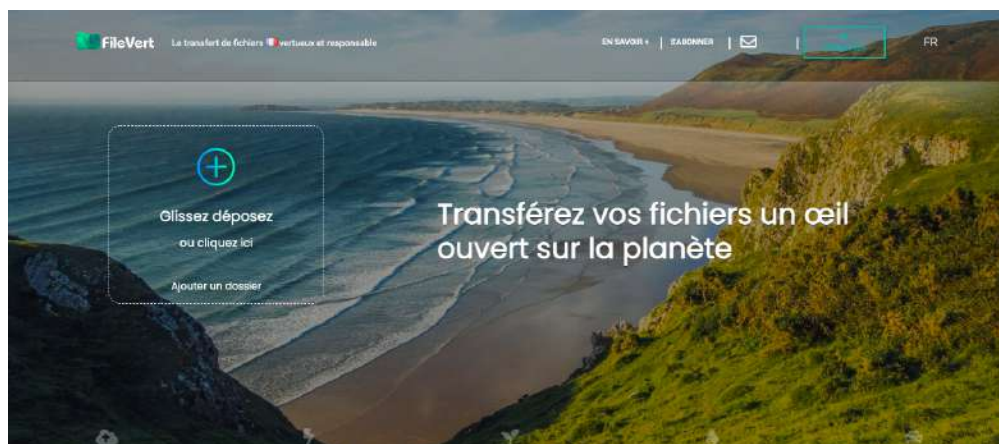 FileVert
Le transfert de fichiers vertueux et responsable
EN SAVOIR +
S'ABONNER
FR
Glissez déposez
ou cliquez ici
Ajouter un dossier
Transférez vos fichiers un œil
ouvert sur la planète